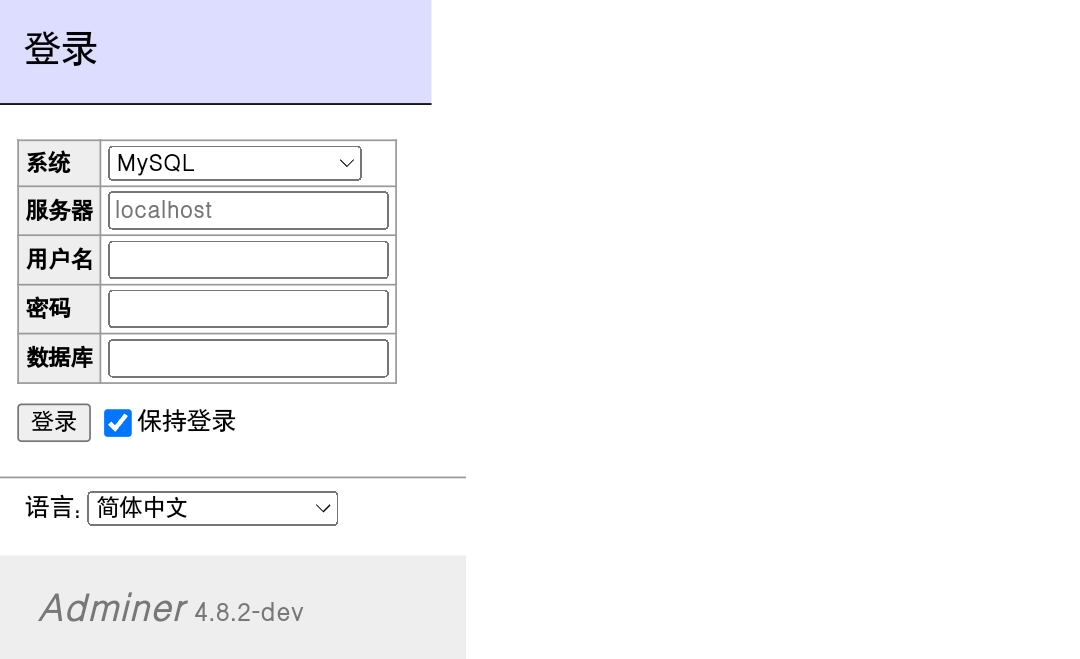 登录
系统 MySQL
服务器 localhost
用户名
密码
数据库
登录 保持登录
语言: 简体中文
Adminer 4.8.2-dev